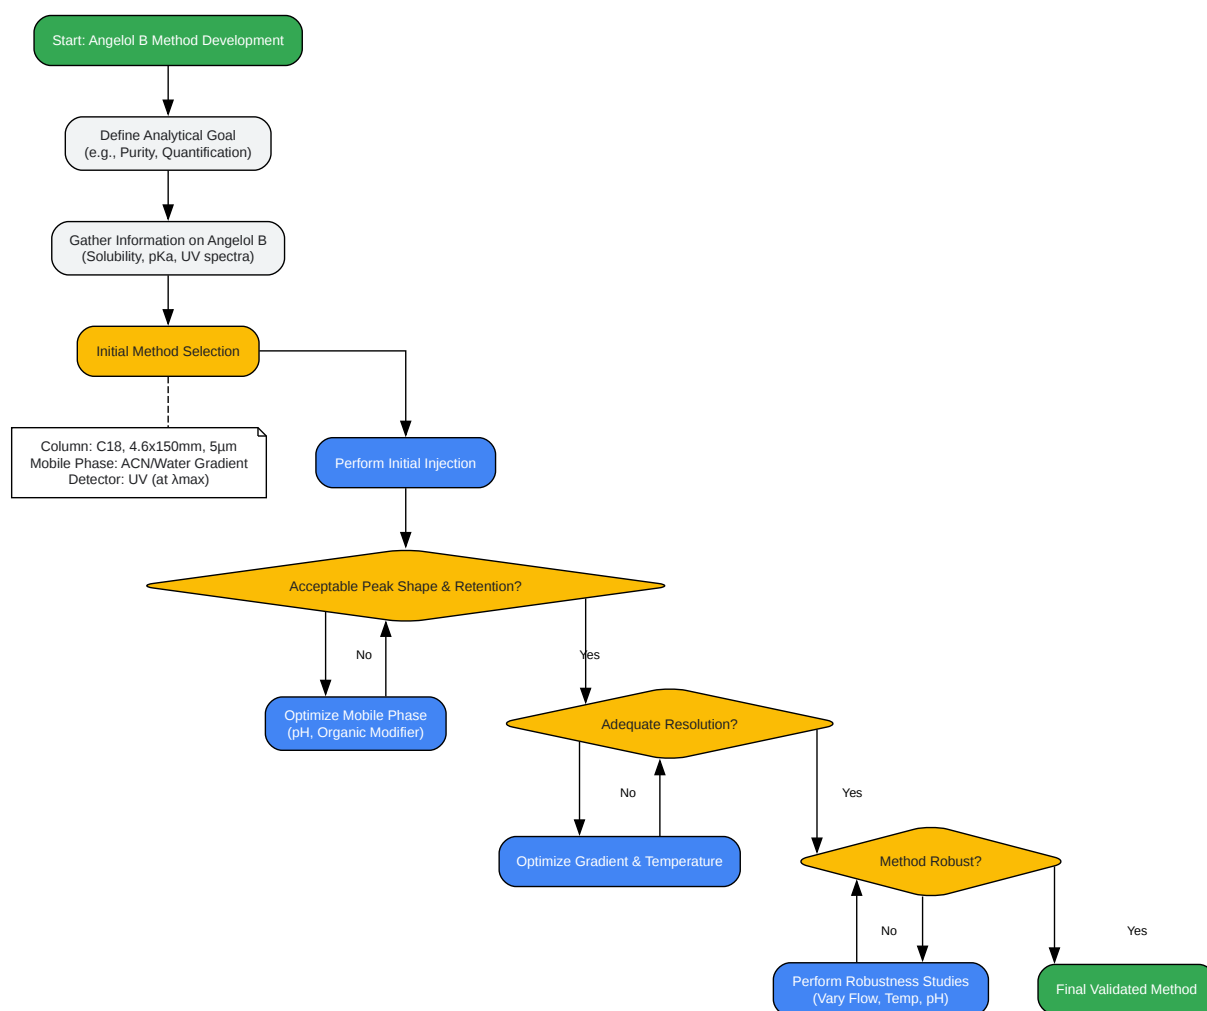 Start: Angelol B Method Development
Define Analytical Goal
(e.g., Purity, Quantification)
Gather Information on Angelol B
(Solubility, pKa, UV spectra)
Initial Method Selection
Column: C18, 4.6x150mm, 5µm
Mobile Phase: ACN/Water Gradient
Detector: UV (at λmax)
Perform Initial Injection
Acceptable Peak Shape & Retention?
No
Yes
Optimize Mobile Phase
(pH, Organic Modifier)
Adequate Resolution?
No
Yes
Optimize Gradient & Temperature
Method Robust?
No
Yes
Perform Robustness Studies
(Vary Flow, Temp, pH)
Final Validated Method